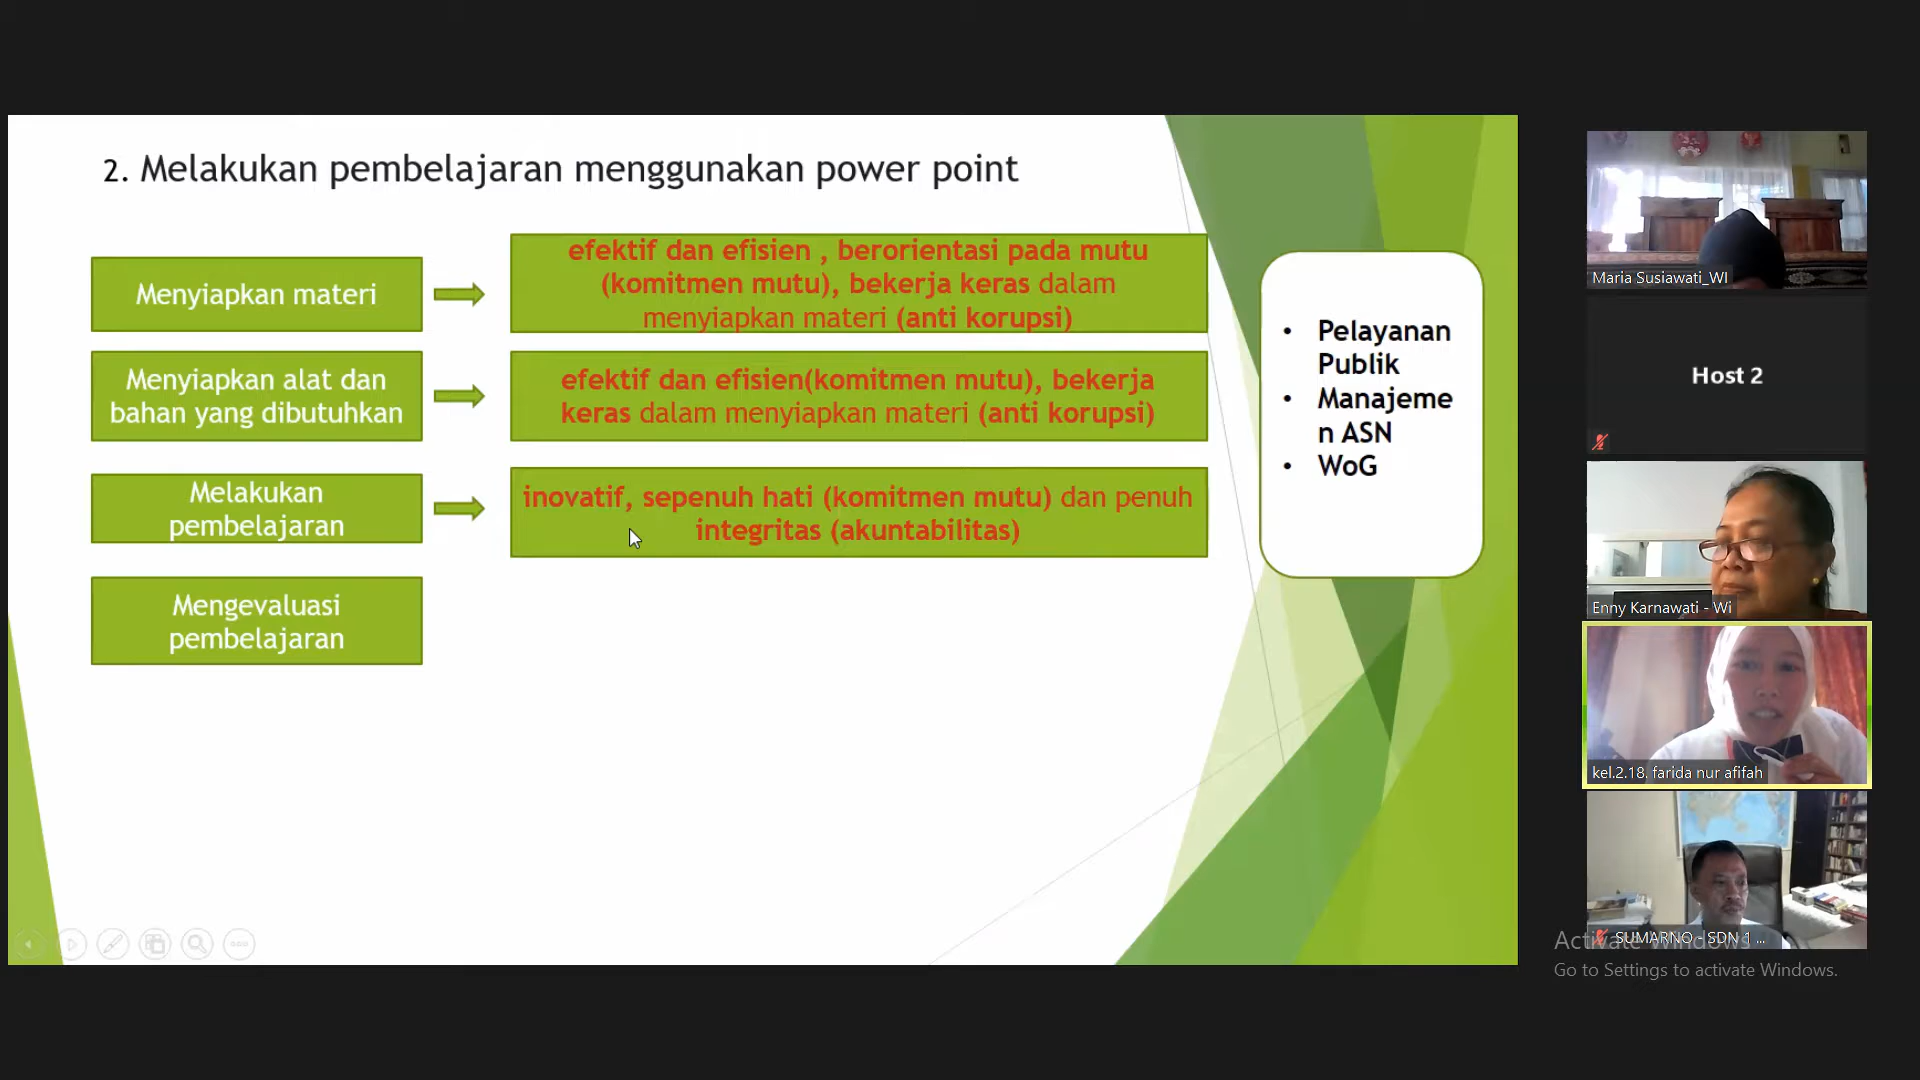 2. Melakukan pembelajaran menggunakan power point
Menyiapkan materi
efektif dan efisien , berorientasi pada mutu
(komitmen mutu), bekerja keras dalam
menyiapkan materi (anti korupsi)
Menyiapkan alat dan
bahan yang dibutuhkan
efektif dan efisien(komitmen mutu), bekerja
keras dalam menyiapkan materi (anti korupsi)
Melakukan
pembelajaran
inovatif, sepenuh hati (komitmen mutu) dan penuh
integritas (akuntabilitas)
Mengevaluasi
pembelajaran
• Pelayanan
Publik
• Manajeme
n ASN
• WoG
Maria Susiawati_WI
Host 2
Enny Karnawati - Wi
kel.2.18. farida nur afifah
SUMARNO - SDN 1 ...
Activate Windows
Go to Settings to activate Windows.